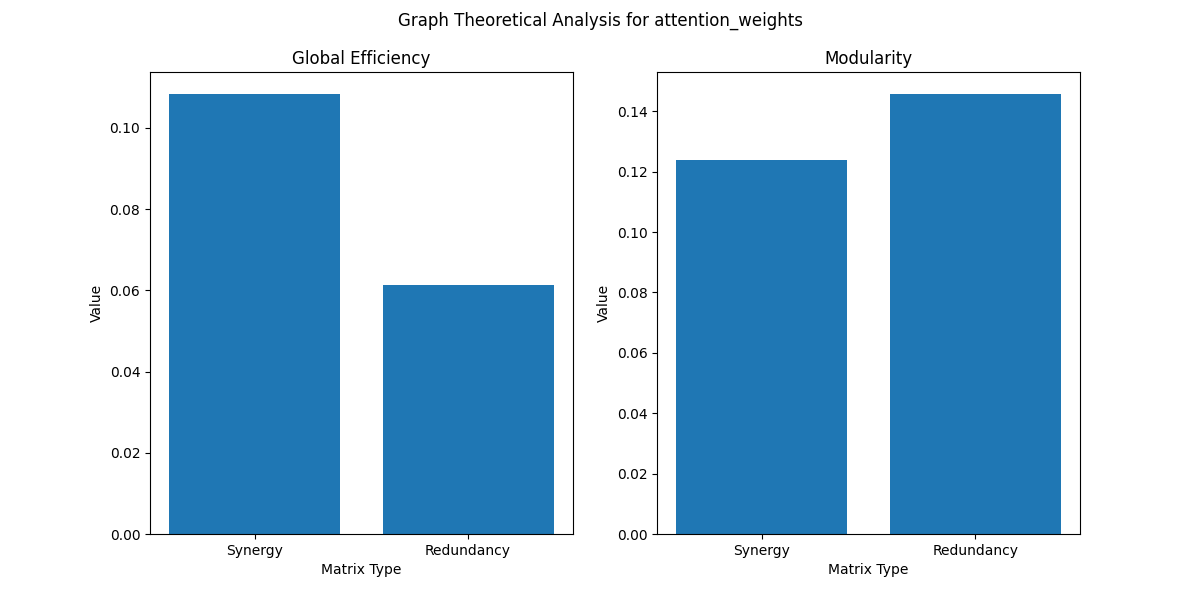 Graph Theoretical Analysis for attention_weights
Global Efficiency
Value
0.10
0.08
0.06
0.04
0.02
0.00
Synergy
Redundancy
Matrix Type
Modularity
Value
0.14
0.12
0.10
0.08
0.06
0.04
0.02
0.00
Synergy
Redundancy
Matrix Type